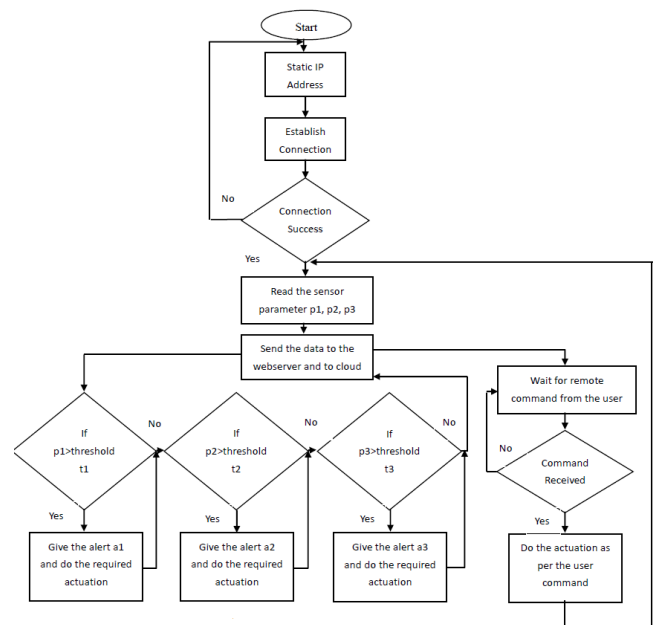 Start
Static IP
Address
Establish
Connection
No
Connection
Success
Yes
Read the sensor
parameter p1, p2, p3
Send the data to the
webserver and to cloud
Wait for remote
command from the user
If
p1>threshold
t1
No
If
p2>threshold
t2
No
If
p3>threshold
t3
No
No
Command
Received
Yes
Yes
Yes
Yes
Give the alert a1
and do the required
actuation
Give the alert a2
and do the required
actuation
Give the alert a3
and do the required
actuation
Do the actuation as
per the user
command